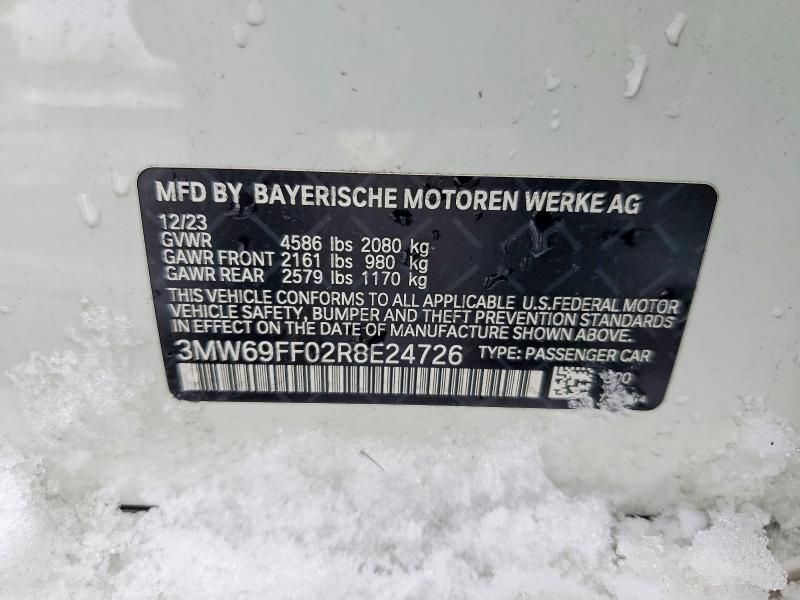 MFD BY BAYERISCHE MOTOREN WERKE AG
12/23
GVWR 4586 lbs 2080 kg
GAWR FRONT 2161 lbs 980 kg
GAWR REAR 2579 lbs 1170 kg
THIS VEHICLE CONFORMS TO ALL APPLICABLE U.S.FEDERAL MOTOR
VEHICLE SAFETY, BUMPER AND THEFT PREVENTION STANDARDS
IN EFFECT ON THE DATE OF MANUFACTURE SHOWN ABOVE.
3MW69FF02R8E24726 TYPE: PASSENGER CAR